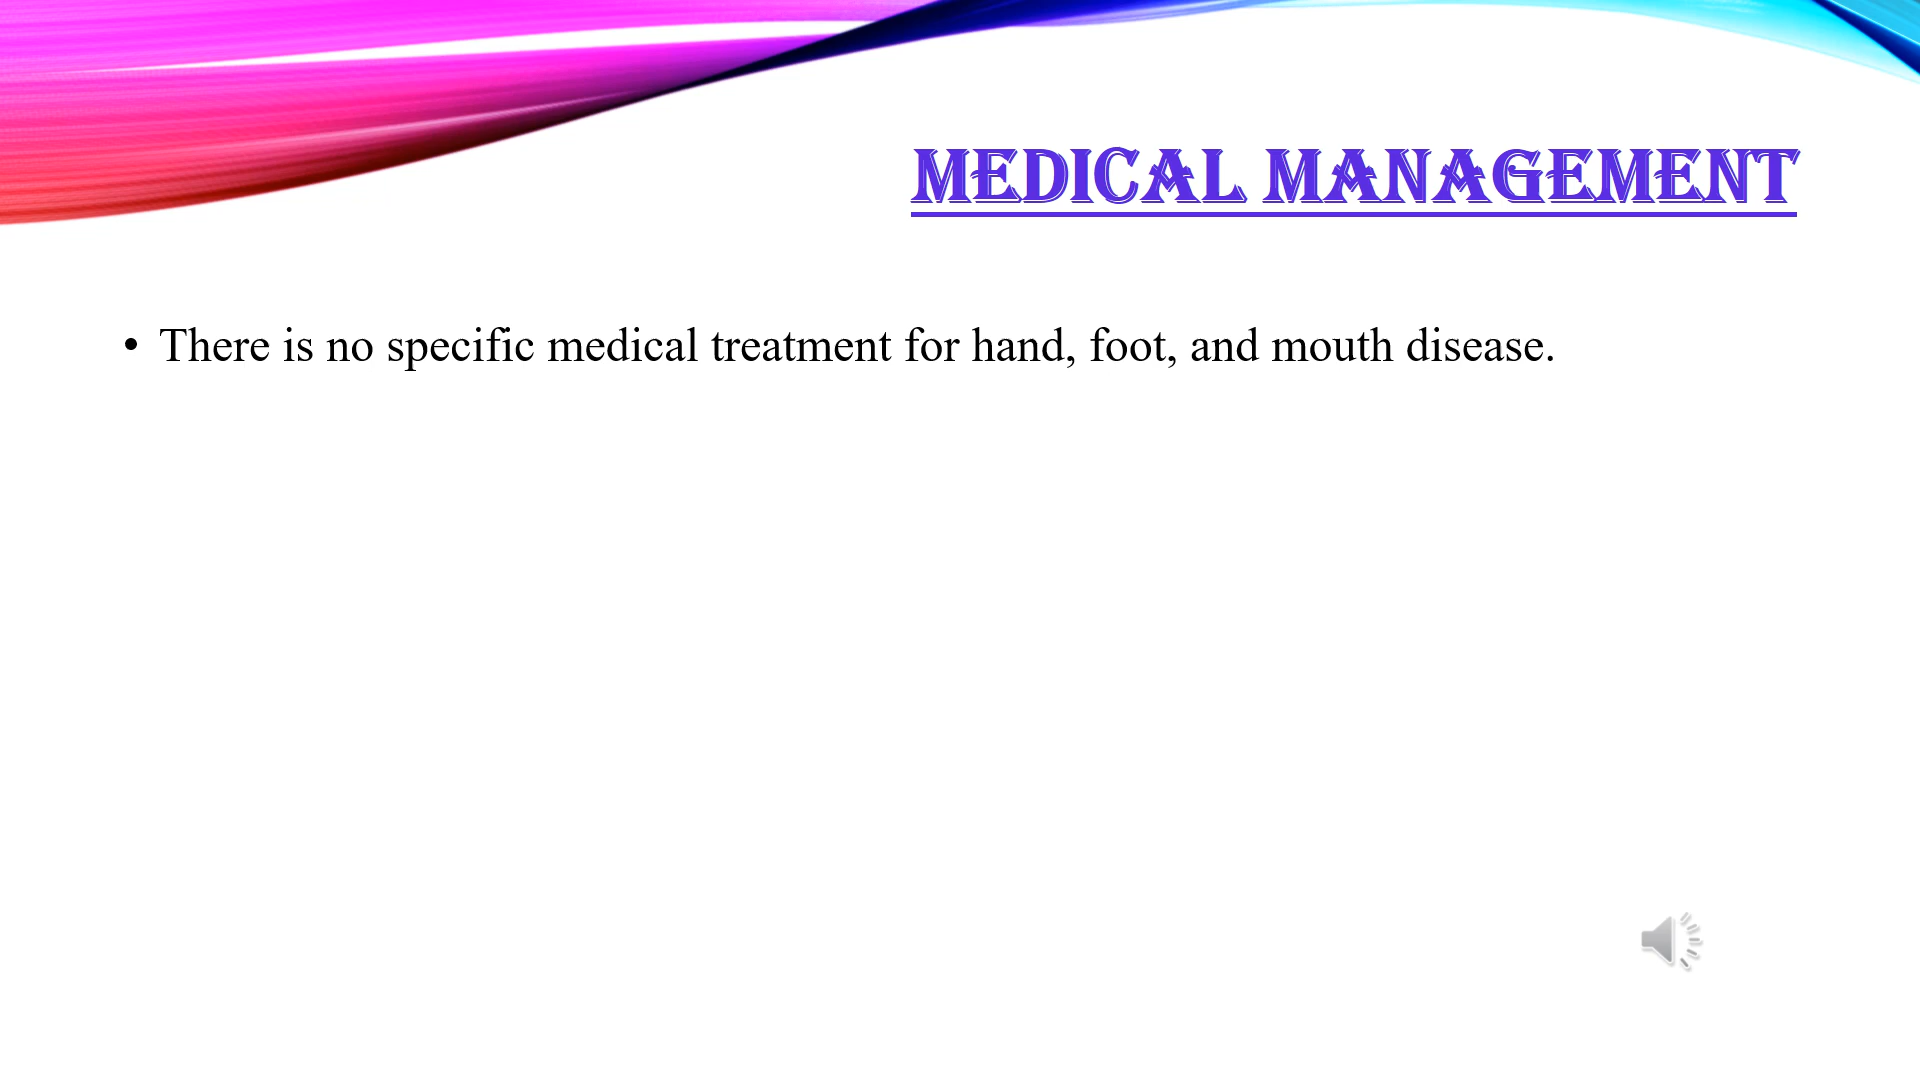 MEDICAL MANAGEMENT
• There is no specific medical treatment for hand, foot, and mouth disease.